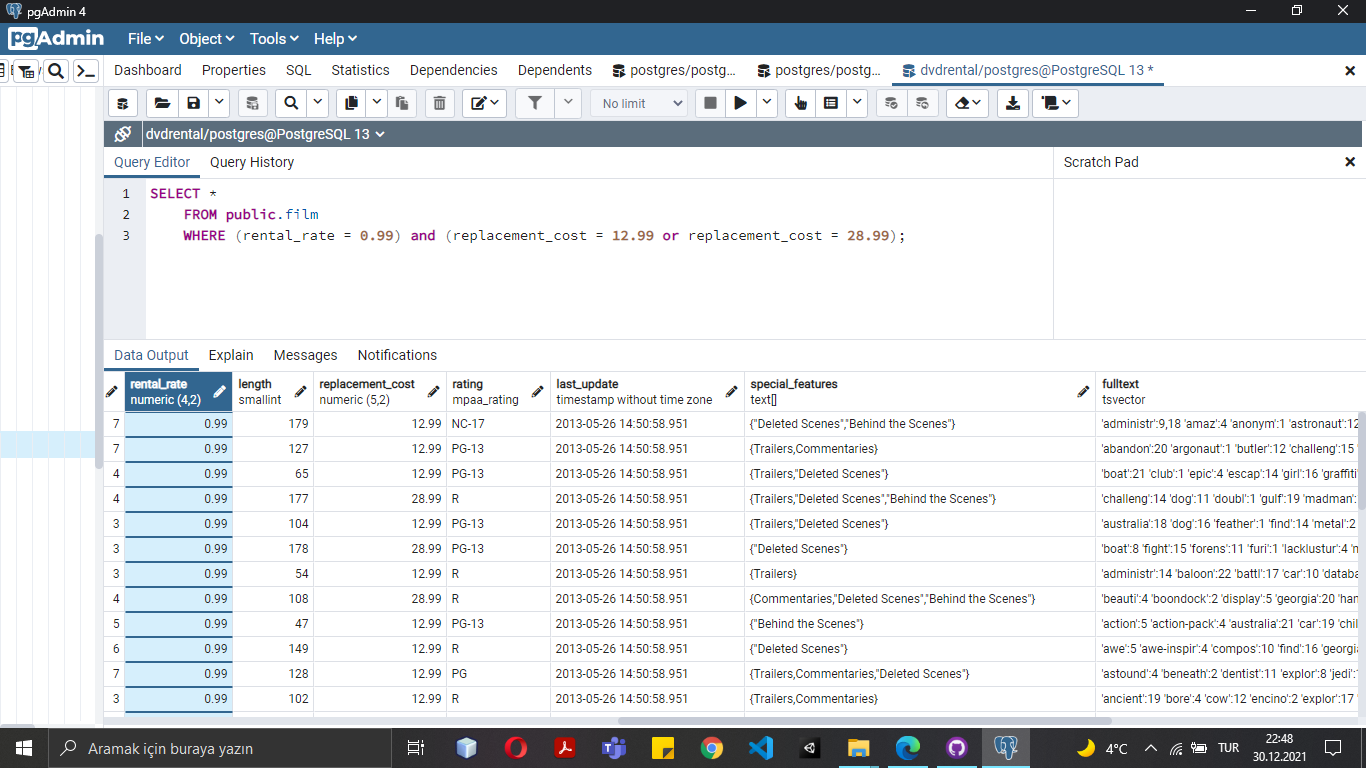 pgAdmin 4
pgAdmin File Object Tools Help
Dashboard Properties SQL Statistics Dependencies Dependents postgres/postg... postgres/postg... dvdrental/postgres@PostgreSQL 13 *
No limit
dvdrental/postgres@PostgreSQL 13
Query Editor Query History Scratch Pad
1 SELECT *
2 FROM public.film
3 WHERE (rental_rate = 0.99) and (replacement_cost = 12.99 or replacement_cost = 28.99);
Data Output Explain Messages Notifications
rental_rate length replacement_cost rating last_update special_features fulltext
numeric (4,2) smallint numeric (5,2) mpaa_rating timestamp without time zone text[] tsvector
7 0.99 179 12.99 NC-17 2013-05-26 14:50:58.951 {"Deleted Scenes","Behind the Scenes"} 'administr':9,18 'amaz':4 'anonym':1 'astronaut':12
7 0.99 127 12.99 PG-13 2013-05-26 14:50:58.951 {Trailers,Commentaries} 'abandon':20 'argonaut':1 'butler':12 'challeng':15
4 0.99 65 12.99 PG-13 2013-05-26 14:50:58.951 {Trailers,"Deleted Scenes"} 'boat':21 'club':1 'epic':4 'escap':14 'girl':16 'graffiti
4 0.99 177 28.99 R 2013-05-26 14:50:58.951 {Trailers,"Deleted Scenes","Behind the Scenes"} 'challeng':14 'dog':11 'doubl':1 'gulf':19 'madman':
3 0.99 104 12.99 PG-13 2013-05-26 14:50:58.951 {Trailers,"Deleted Scenes"} 'australia':18 'dog':16 'feather':1 'find':14 'metal':2
3 0.99 178 28.99 PG-13 2013-05-26 14:50:58.951 {"Deleted Scenes"} 'boat':8 'fight':15 'forens':11 'furi':1 'lacklustur':4
3 0.99 54 12.99 R 2013-05-26 14:50:58.951 {Trailers} 'administr':14 'baloon':22 'battl':17 'car':10 'databa
4 0.99 108 28.99 R 2013-05-26 14:50:58.951 {Commentaries,"Deleted Scenes","Behind the Scenes"} 'beauti':4 'boondock':2 'display':5 'georgia':20
5 0.99 47 12.99 PG-13 2013-05-26 14:50:58.951 {"Behind the Scenes"} 'action':5 'action-pack':4 'australia':21 'car':19 'chil
6 0.99 149 12.99 R 2013-05-26 14:50:58.951 {"Deleted Scenes"} 'awe':5 'awe-inspir':4 'compos':10 'find':16 'georgi
7 0.99 128 12.99 PG 2013-05-26 14:50:58.951 {Trailers,Commentaries,"Deleted Scenes"} 'astound':4 'beneath':2 'dentist':11 'explor':8 'jedi':
3 0.99 102 12.99 R 2013-05-26 14:50:58.951 {Trailers,Commentaries} 'ancient':19 'bore':4 'cow':12 'encino':2 'explor':17
Aramak için buraya yazın 4°C TUR 22:48
30.12.2021